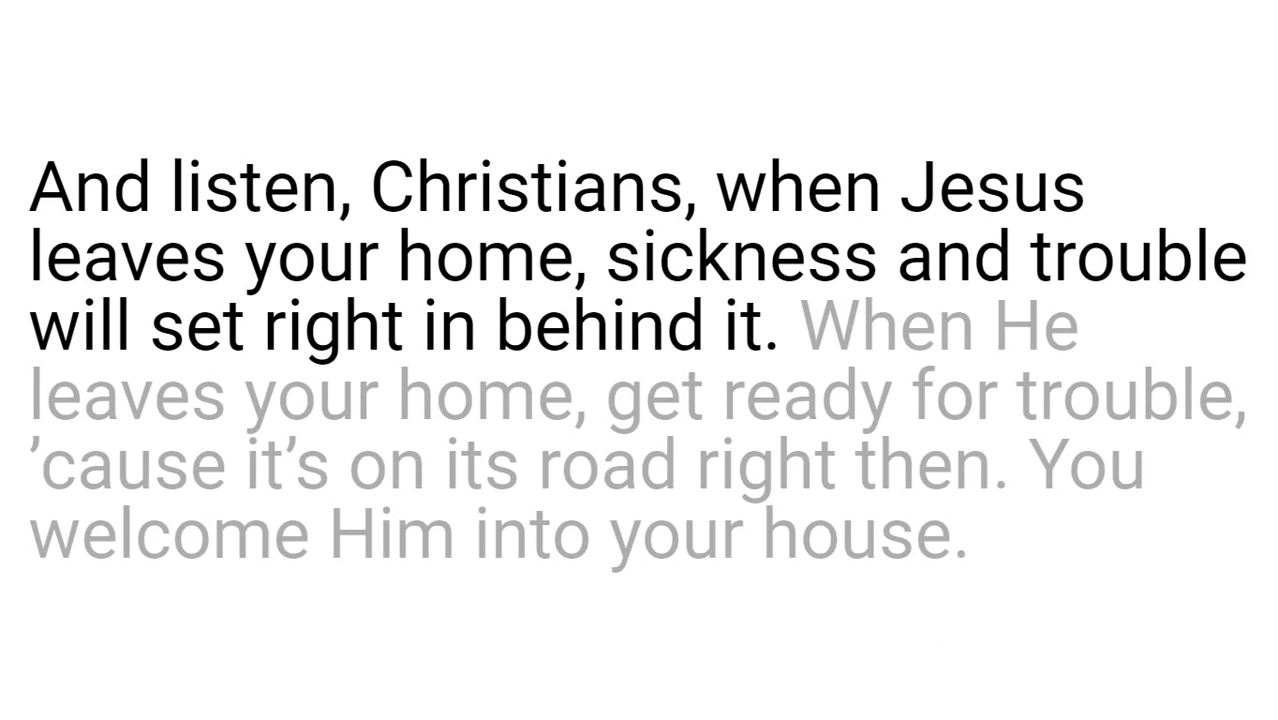 And listen, Christians, when Jesus
leaves your home, sickness and trouble
will set right in behind it. When He
leaves your home, get ready for trouble,
’cause it’s on its road right then. You
welcome Him into your house.